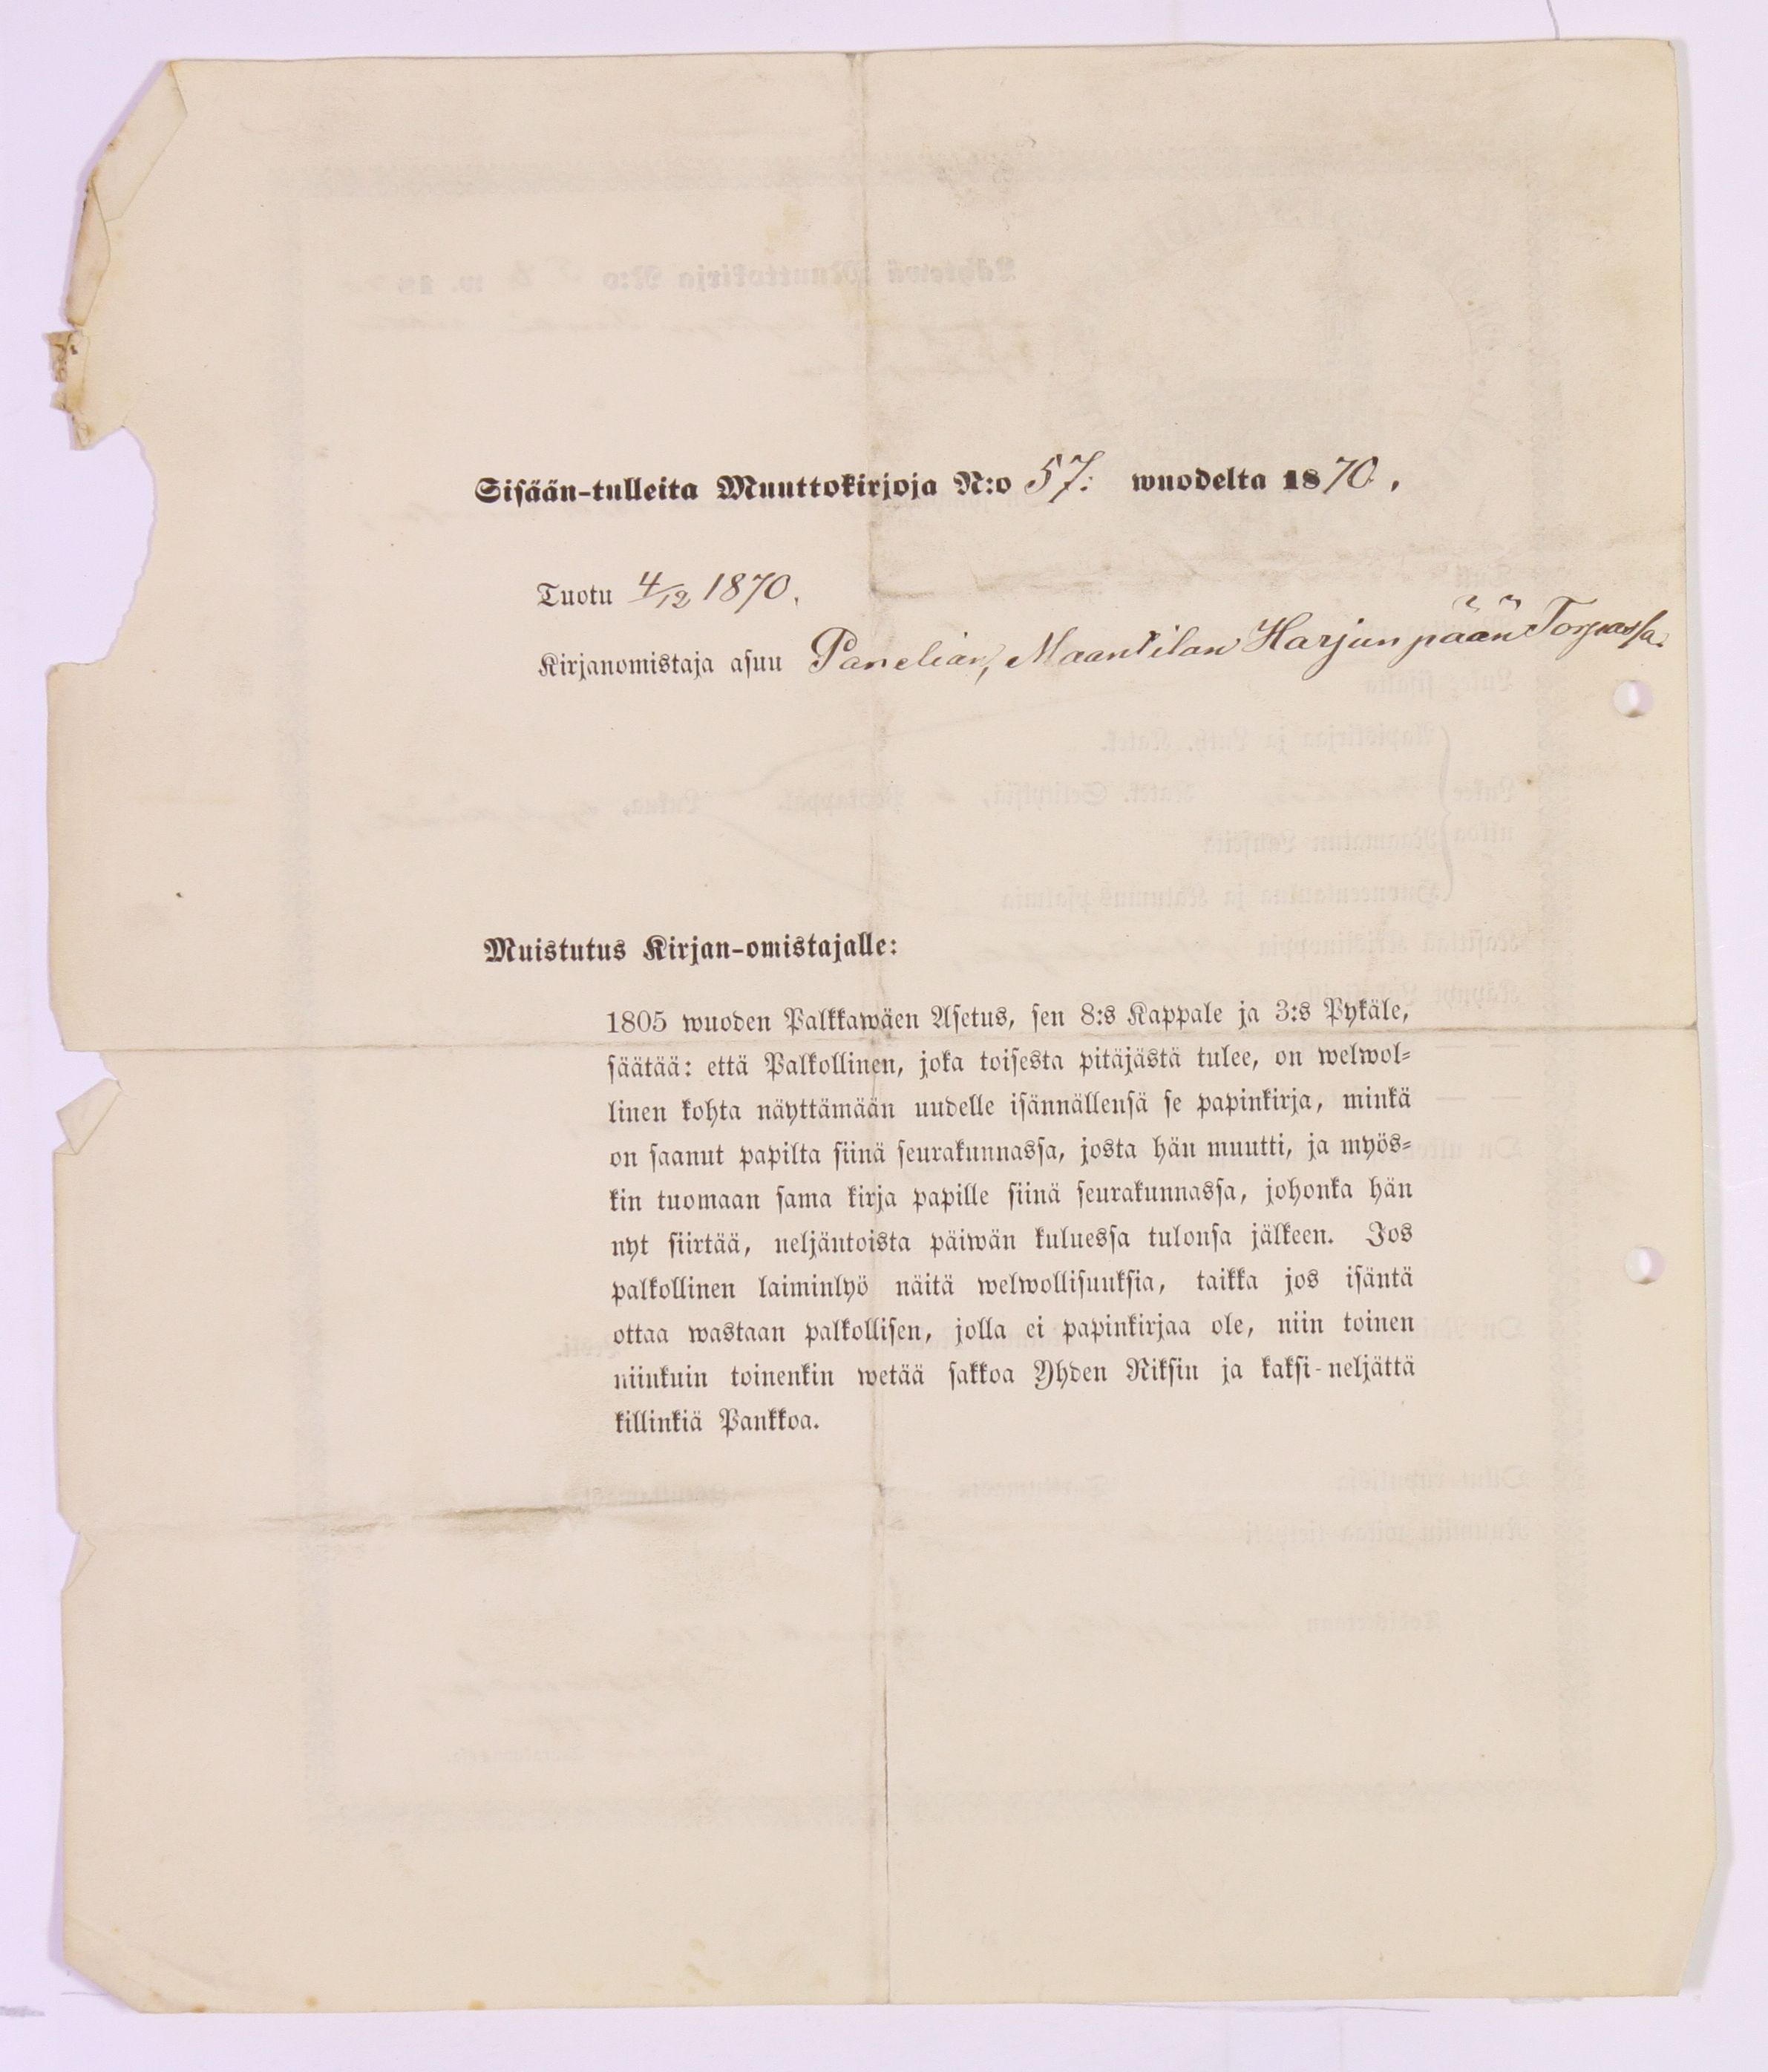 Sisään-tulleita Muuttokirjoja N:o 57. wuodelta 1870.
Tuotu 4/12 1870.
Kirjanomistaja asuu Panelian, Maantilan Harjunpään Torpassa.
Muistutus Kirjan-omistajalle:
1805 wuoden Palkkawäen Asetus, sen 8:s Kappale ja 3:s Pykäle,
säätää: että Palkollinen, joka toisesta pitäjästä tulee, on welwol-
linen kohta näyttämään uudelle isännällensä se papinkirja, minkä
on saanut papilta siinä seurakunnassa, josta hän muutti, ja myös-
kin tuomaan sama kirja papille siinä seurakunnassa, johonka hän
nyt siirtää, neljäntoista päiwän kuluessa tulonsa jälkeen. Jos
palkollinen laiminlyö näitä welwollisuuksia, taikka jos isäntä
ottaa wastaan palkollisen, jolla ei papinkirjaa ole, niin toinen
niinkuin toinenkin wetää sakkoa Yhden Riksin ja kaksi-neljättä
killinkiä Pankkoa.